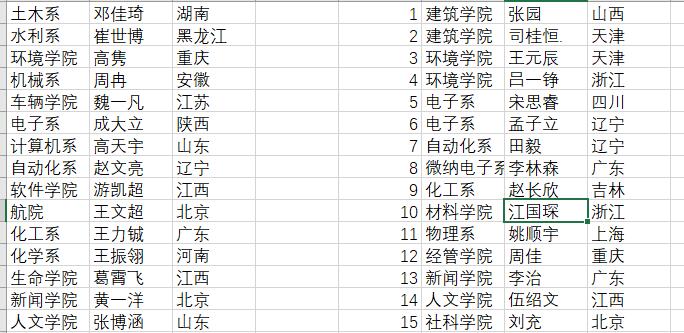 土木系 邓佳琦 湖南 1 建筑学院 张园 山西
水利系 崔世博 黑龙江 2 建筑学院 司桂恒. 天津
环境学院 高隽 重庆 3 环境学院 王元辰 天津
机械系 周冉 安徽 4 环境学院 吕一铮 浙江
车辆学院 魏一凡 江苏 5 电子系 宋思睿 四川
电子系 成大立 陕西 6 电子系 孟子立 辽宁
计算机系 高天宇 山东 7 自动化系 田毅 辽宁
自动化系 赵文亮 辽宁 8 微纳电子系 李林森 广东
软件学院 游凯超 江西 9 化工系 赵长欣 吉林
航院 王文超 北京 10 材料学院 江国琛 浙江
化工系 王力钺 广东 11 物理系 姚顺宇 上海
化学系 王振翎 河南 12 经管学院 周佳 重庆
生命学院 葛霄飞 江西 13 新闻学院 李治 广东
新闻学院 黄一洋 北京 14 人文学院 伍绍文 江西
人文学院 张博涵 山东 15 社科学院 刘充 北京